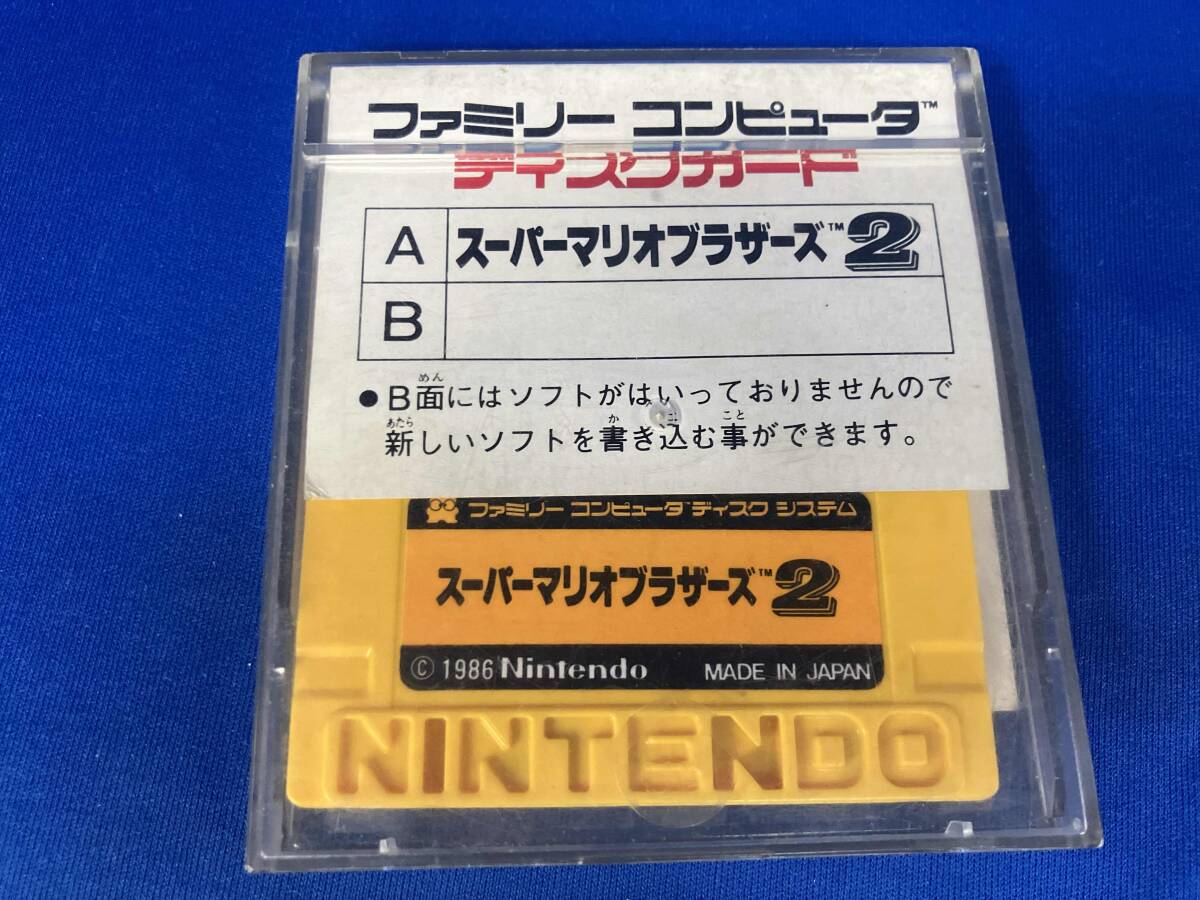 ファミリー コンピュータ™
ディスクカード
A スーパーマリオブラザーズ™2
B
●B面にはソフトがはいっておりませんので
新しいソフトを書き込む事ができます。
ファミリー コンピュータ™ ディスク システム
スーパーマリオブラザーズ™2
© 1986 Nintendo MADE IN JAPAN
NINTENDO